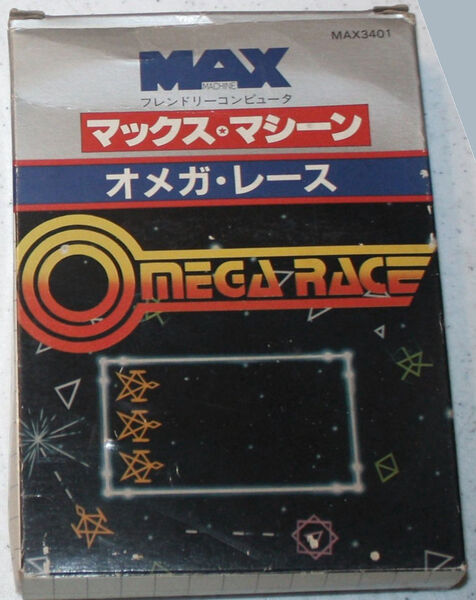 MAX3401
MAX
MACHINE
フレンドリーコンピュータ
マックス★マシーン
オメガ・レース
OMEGA RACE